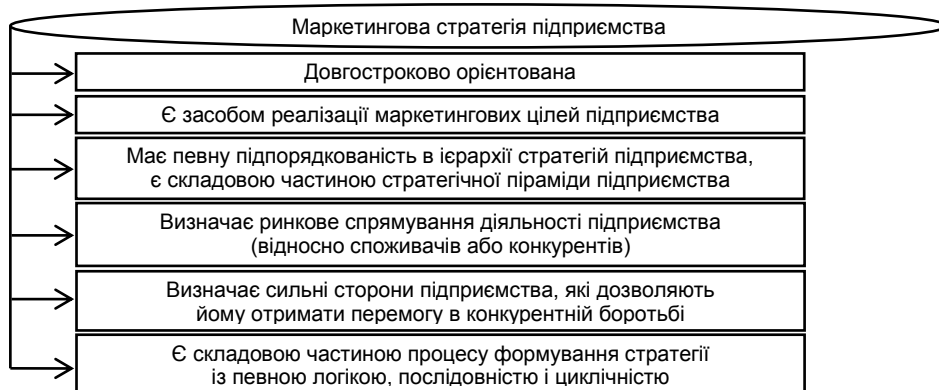 Маркетингова стратегія підприємства
Довгостроково орієнтована
Є засобом реалізації маркетингових цілей підприємства
Має певну підпорядкованість в ієрархії стратегій підприємства,
є складовою частиною стратегічної піраміди підприємства
Визначає ринкове спрямування діяльності підприємства
(відносно споживачів або конкурентів)
Визначає сильні сторони підприємства, які дозволяють
йому отримати перемогу в конкурентній боротьбі
Є складовою частиною процесу формування стратегії
із певною логікою, послідовністю і циклічністю